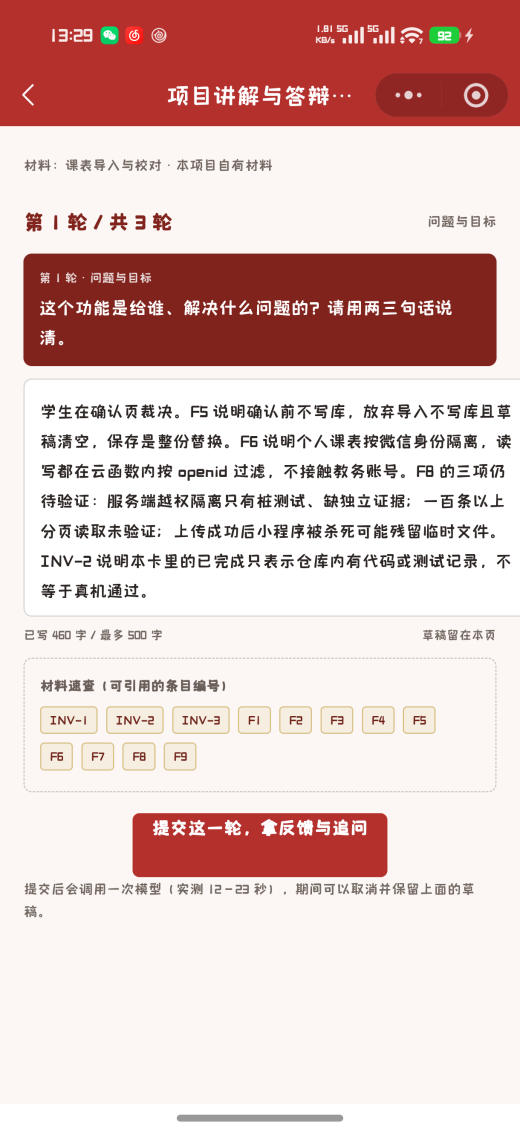 13:29
1.81 KB/s 5G 5G 92
项目讲解与答辩…
材料：课表导入与校对 · 本项目自有材料
第 1 轮 / 共 3 轮
问题与目标
第 1 轮 · 问题与目标
这个功能是给谁、解决什么问题的？请用两三句话说
清。
学生在确认页裁决。F5 说明确认前不写库，放弃导入不写库且草
稿清空，保存是整份替换。F6 说明个人课表按微信身份隔离，读
写都在云函数内按 openid 过滤，不接触教务账号。F8 的三项仍
待验证：服务端越权隔离只有桩测试、缺独立证据；一百条以上
分页读取未验证；上传成功后小程序被杀死可能残留临时文件。
INV-2 说明本卡里的已完成只表示仓库内有代码或测试记录，不
等于真机通过。
已写 460 字 / 最多 500 字
草稿留在本页
材料速查（可引用的条目编号）
INV-1 INV-2 INV-3 F1 F2 F3 F4 F5
F6 F7 F8 F9
提交这一轮，拿反馈与追问
提交后会调用一次模型（实测 12-23 秒），期间可以取消并保留上面的草
稿。